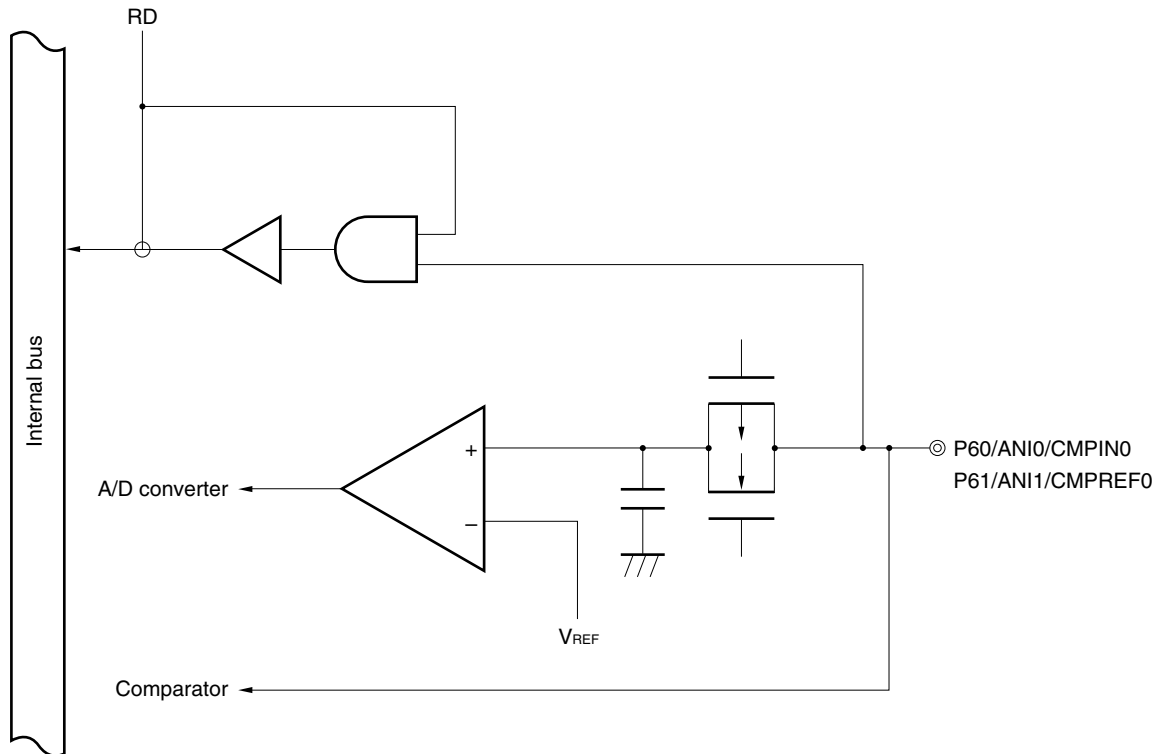 RD
Internal bus
+
−
A/D converter
P60/ANI0/CMPIN0
P61/ANI1/CMPREF0
VREF
Comparator